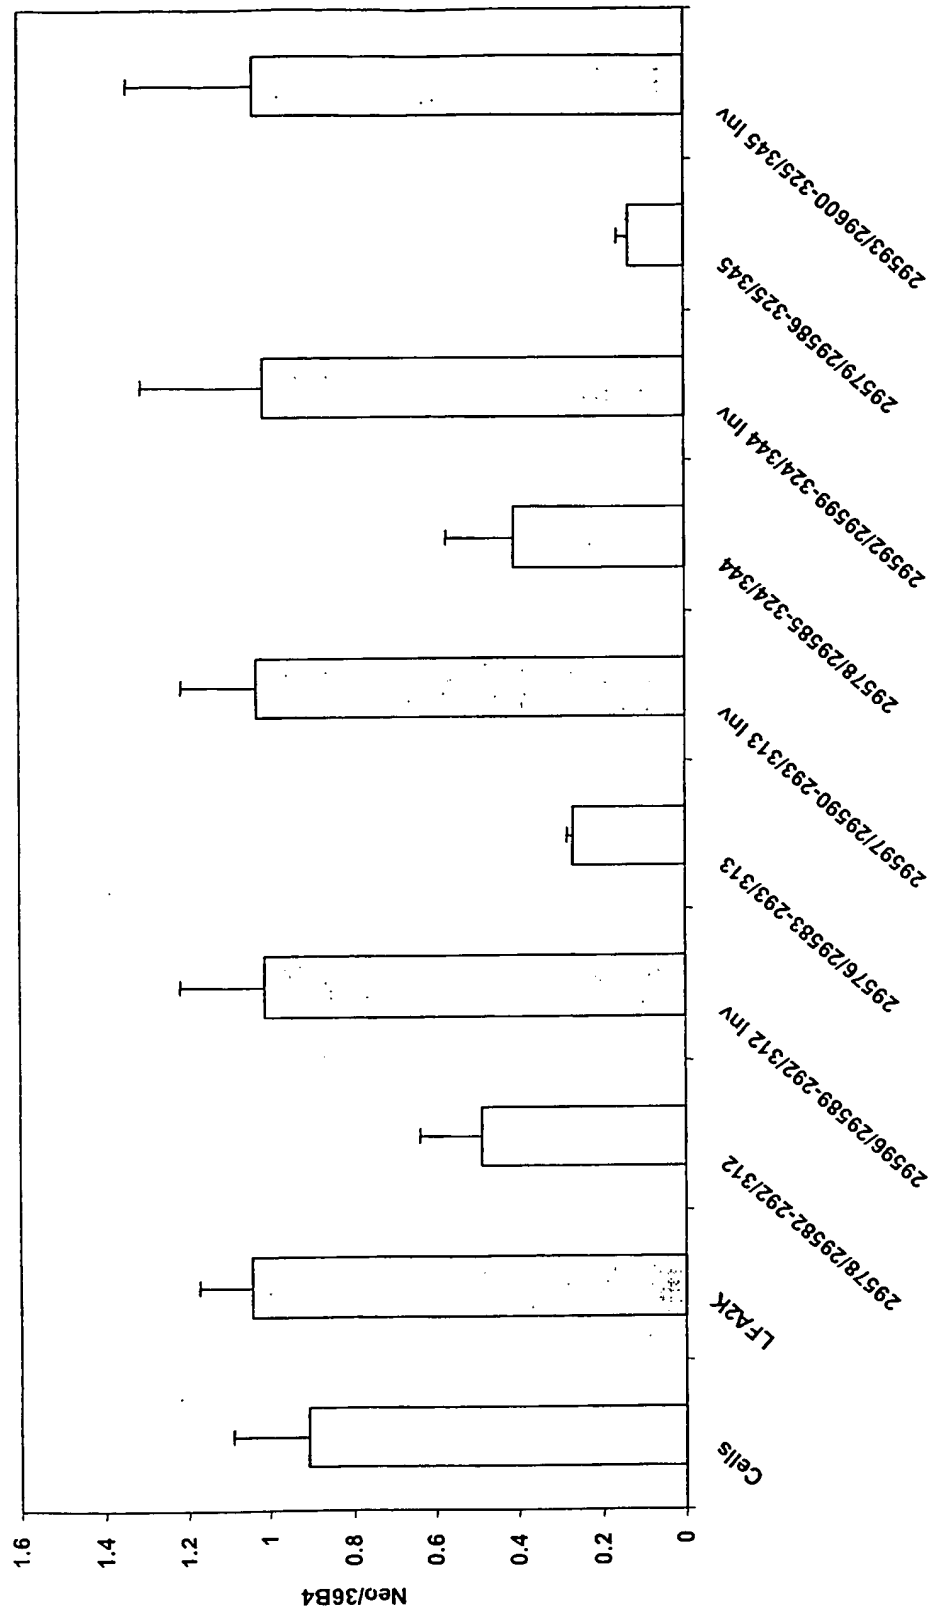 Neo/36B4
1.6
1.4
1.2
1
0.8
0.6
0.4
0.2
0
Cells
LFA2K
29578/29582-292/312
29596/29589-292/312 Inv
29576/29583-293/313
29597/29590-293/313 Inv
29578/29585-324/344
29592/29599-324/344 Inv
29579/29586-325/345
29593/29600-325/345 Inv